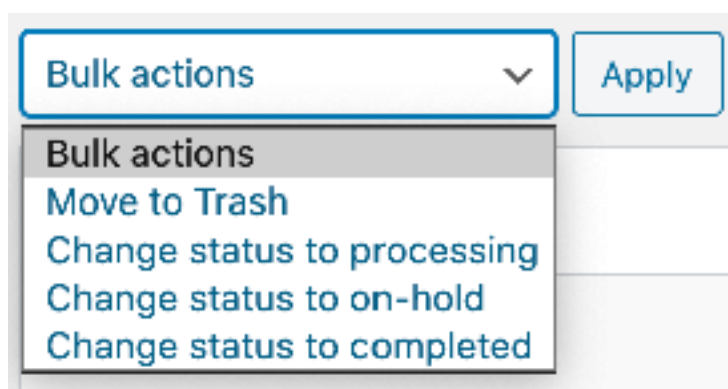 Bulk actions
Apply
Bulk actions
Move to Trash
Change status to processing
Change status to on-hold
Change status to completed